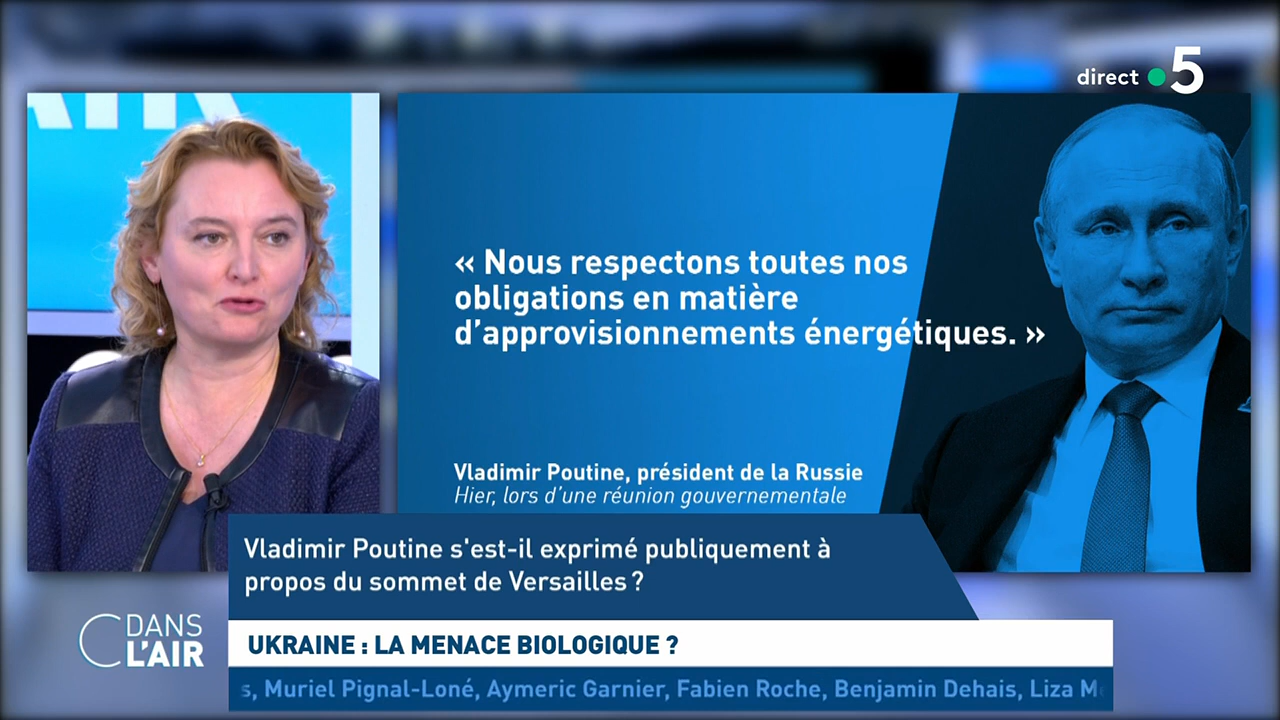 direct 5
AIR
« Nous respectons toutes nos
obligations en matière
d'approvisionnements énergétiques. »
Vladimir Poutine, président de la Russie
Hier, lors d'une réunion gouvernementale
Vladimir Poutine s'est-il exprimé publiquement à
propos du sommet de Versailles ?
C DANS
L'AIR
UKRAINE : LA MENACE BIOLOGIQUE ?
s, Muriel Pignal-Loné, Aymeric Garnier, Fabien Roche, Benjamin Dehais, Liza M